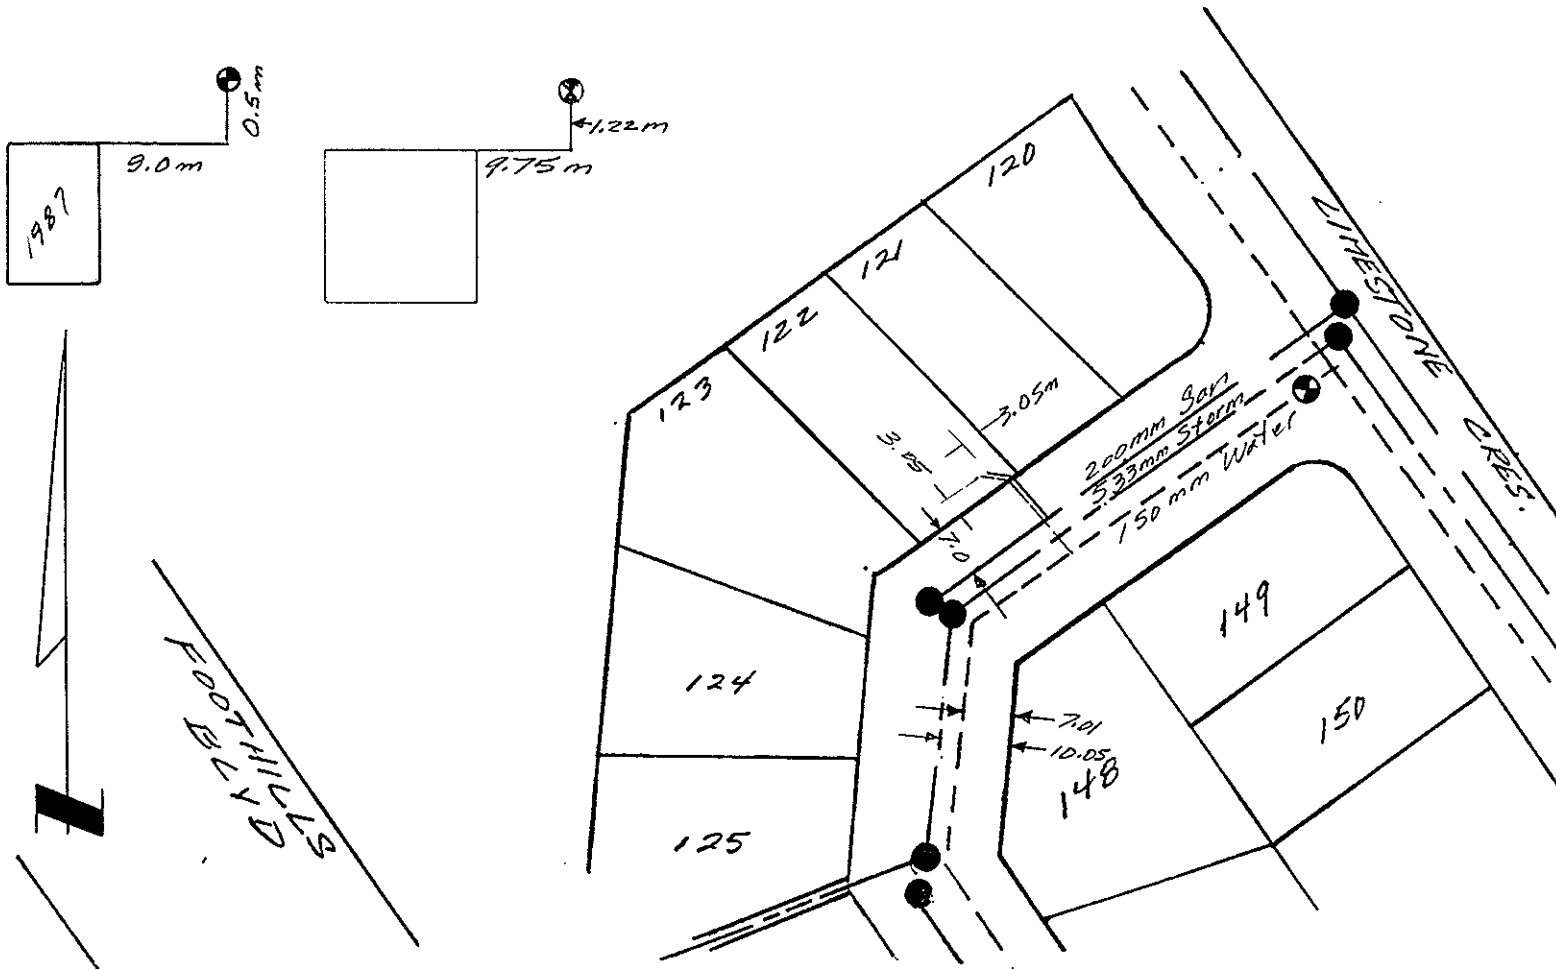 0.5m
9.0m
1987
1.22m
9.75m
120
121
122
123
124
125
3.05m
3.05
7.0
200mm San
533mm Storm
150mm Water
LIMESTONE CRES.
149
150
148
7.01
10.05
FOOTHILLS
BLVD